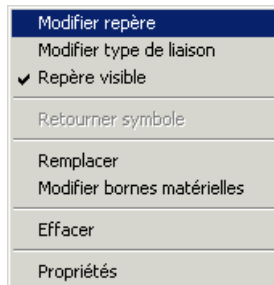 Modifier repère
Modifier type de liaison
Repère visible
Retourner symbole
Remplacer
Modifier bornes matérielles
Effacer
Propriétés